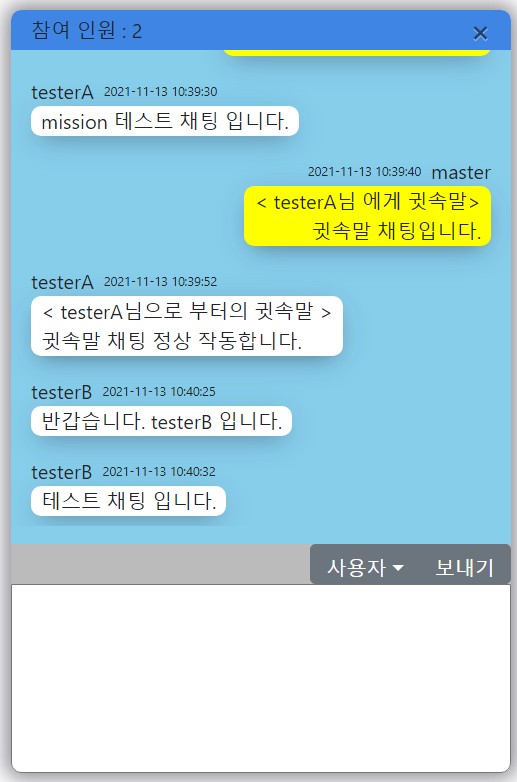 참여 인원 : 2 ×
testerA 2021-11-13 10:39:30
mission 테스트 채팅 입니다.
2021-11-13 10:39:40 master
< testerA님 에게 귓속말>
귓속말 채팅입니다.
testerA 2021-11-13 10:39:52
< testerA님으로 부터의 귓속말 >
귓속말 채팅 정상 작동합니다.
testerB 2021-11-13 10:40:25
반갑습니다. testerB 입니다.
testerB 2021-11-13 10:40:32
테스트 채팅 입니다.
사용자 보내기